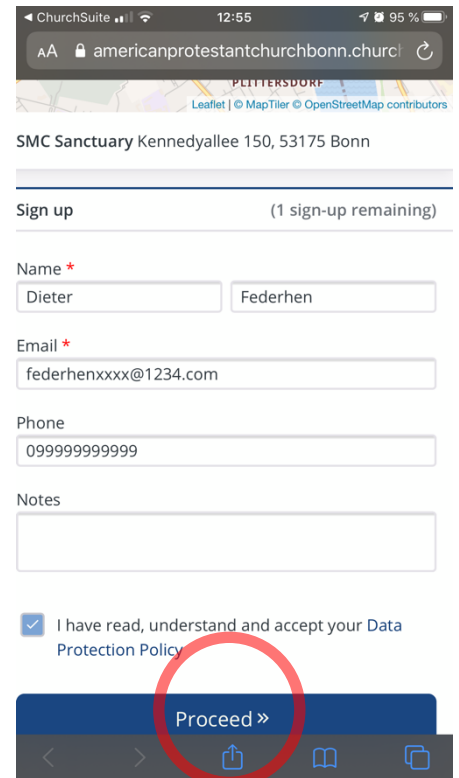 ChurchSuite 12:55 95 %
AA americanprotestantchurchbonn.church
PLITTERSDORF
Leaflet | © MapTiler © OpenStreetMap contributors
SMC Sanctuary Kennedyallee 150, 53175 Bonn
Sign up (1 sign-up remaining)
Name *
Dieter Federhen
Email *
federhenxxxx@1234.com
Phone
099999999999
Notes
I have read, understand and accept your Data
Protection Policy
Proceed »